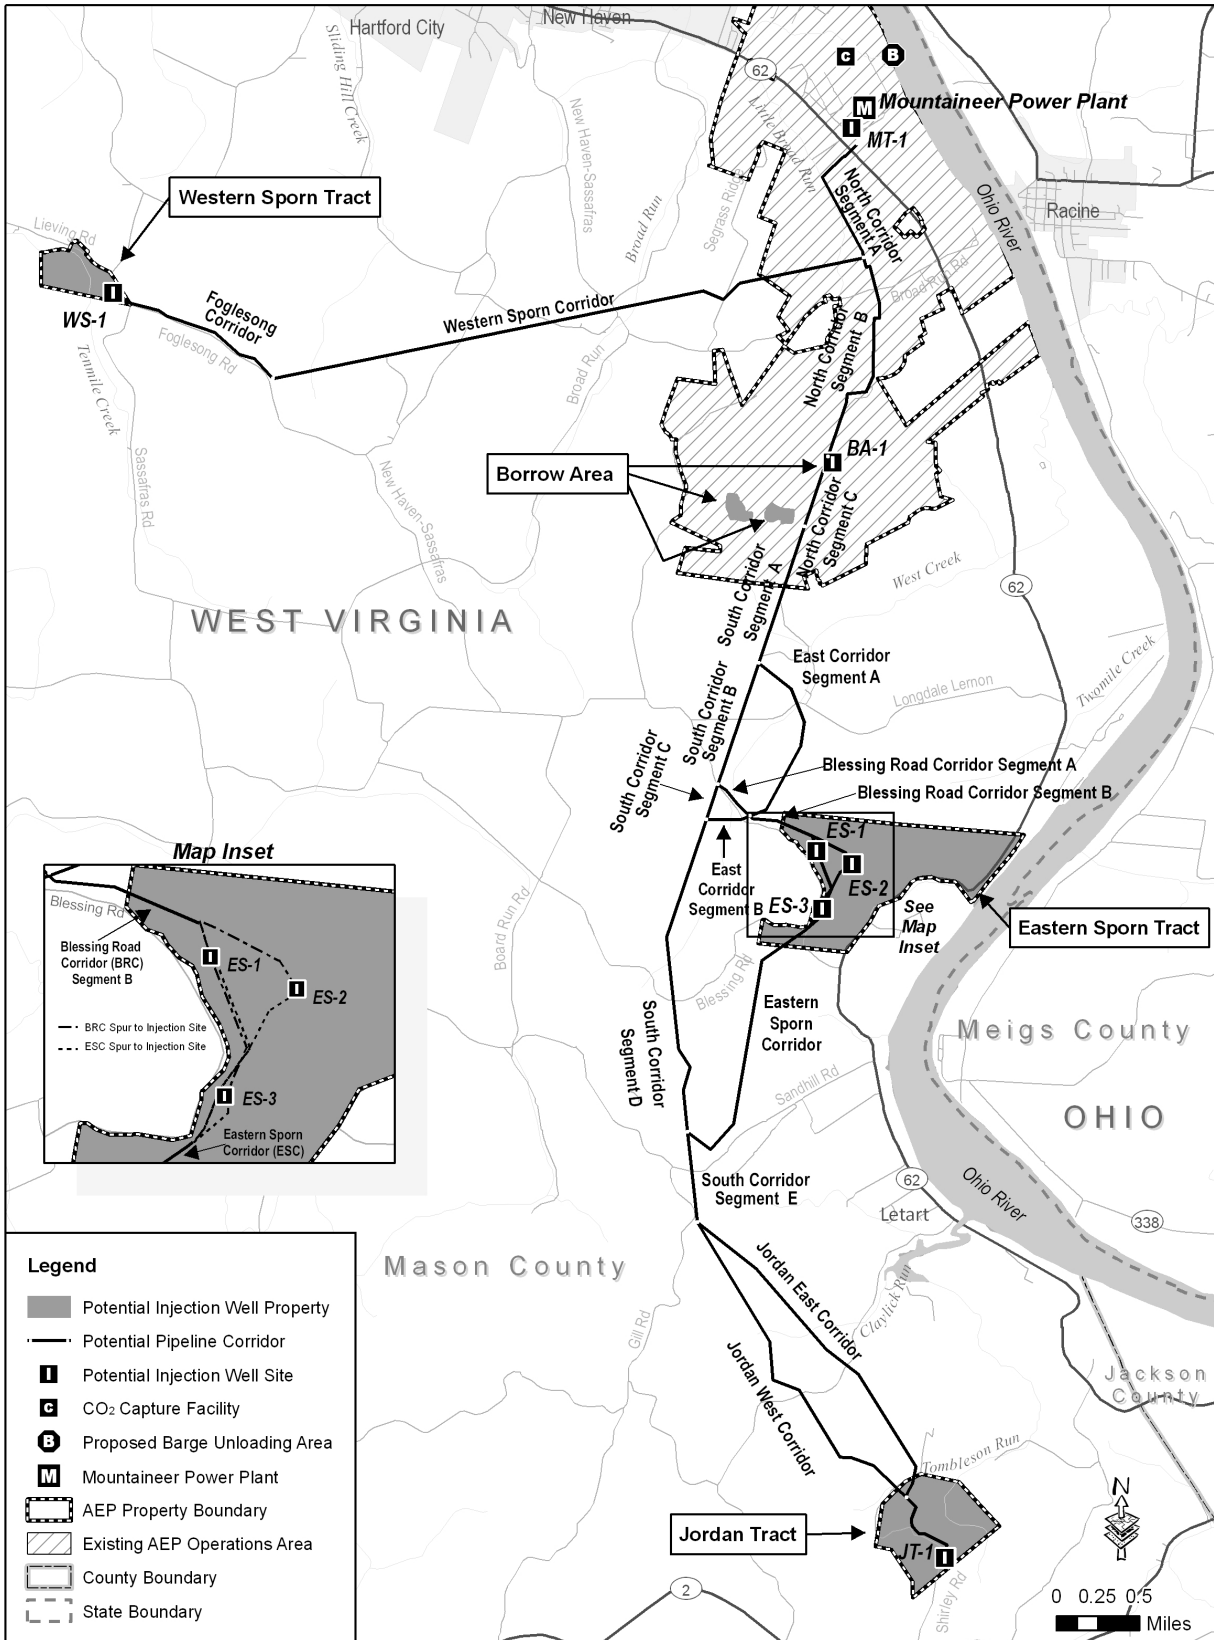 Hartford City
New Haven
Sliding Hill Creek
62
C
B
M
Mountaineer Power Plant
I
MT-1
Little Broad Run
New Haven-Sassafras
Segrass Ridge
Broad Run
North Corridor
Segment A
Ohio River
Racine
Western Sporn Tract
Lieving Rd
I
WS-1
Foglesong
Corridor
Foglesong Rd
Western Sporn Corridor
Broad Run Rd
North Corridor
Segment B
Tenmile Creek
Sassafras Rd
Broad Run
New Haven-Sassafras
Borrow Area
I
BA-1
North Corridor
Segment C
South Corridor
Segment A
West Creek
62
WEST VIRGINIA
East Corridor
Segment A
Longdale Lernon
Twomile Creek
South Corridor
Segment B
South Corridor
Segment C
Blessing Road Corridor Segment A
Blessing Road Corridor Segment B
I
ES-1
I
ES-2
I
ES-3
East
Corridor
Segment B
See
Map
Inset
Eastern Sporn Tract
Board Run Rd
Blessing Rd
Eastern
Sporn
Corridor
South Corridor
Segment D
Sandhill Rd
Meigs County
OHIO
Map Inset
Blessing Rd
Blessing Road
Corridor (BRC)
Segment B
I
ES-1
I
ES-2
BRC Spur to Injection Site
ESC Spur to Injection Site
I
ES-3
Eastern Sporn
Corridor (ESC)
South Corridor
Segment E
62
Letart
Ohio River
338
Mason County
Jordan East Corridor
Claylick Run
Gill Rd
Jordan West Corridor
Jackson
County
Tombleson Run
Jordan Tract
JT-1
I
Shirley Rd
2
N
0 0.25 0.5
Miles
Legend
Potential Injection Well Property
Potential Pipeline Corridor
I
Potential Injection Well Site
C
CO2 Capture Facility
B
Proposed Barge Unloading Area
M
Mountaineer Power Plant
AEP Property Boundary
Existing AEP Operations Area
County Boundary
State Boundary